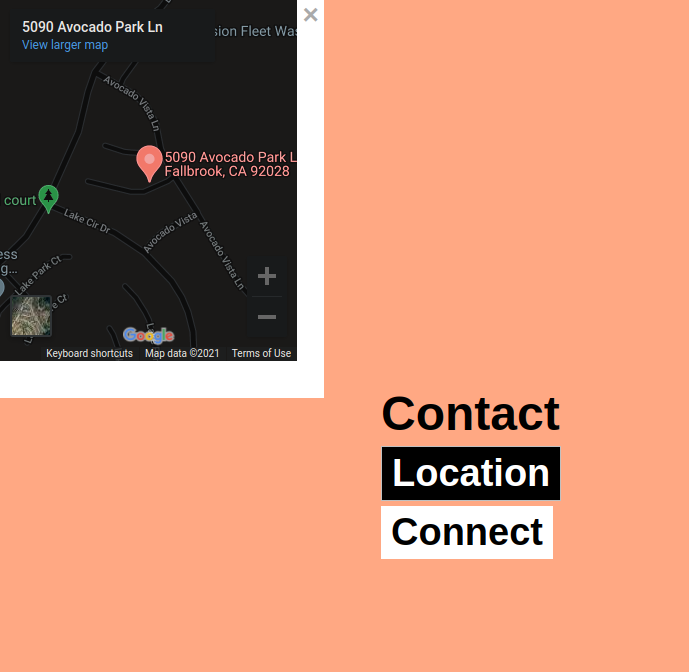 5090 Avocado Park Ln
View larger map
sion Fleet Was
Avocado Vista Ln
5090 Avocado Park L
Fallbrook, CA 92028
court
Lake Cir Dr
Avocado Vista
Avocado Vista Ln
ess
g...
Lake Park Ct
e Cir
Google
Keyboard shortcuts
Map data ©2021
Terms of Use
×
Contact
Location
Connect